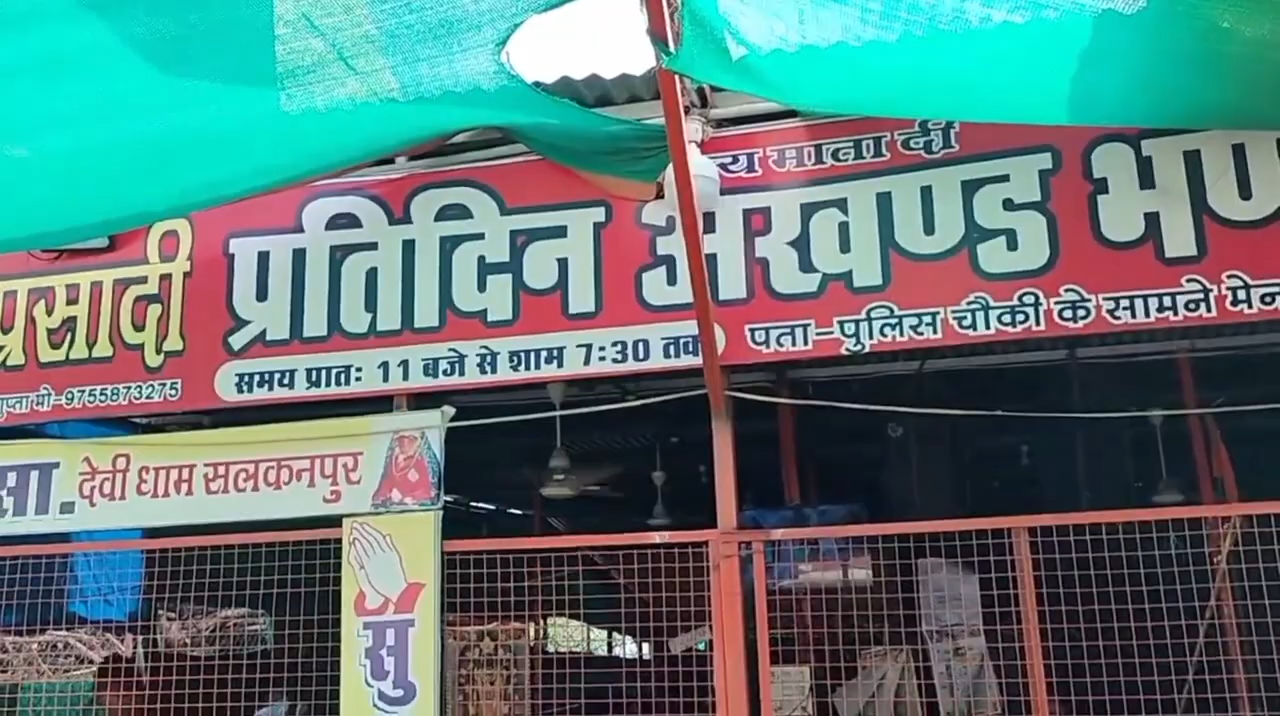 माता दी
प्रसादी
प्रतिदिन अखण्ड
समय प्रातः 11 बजे से शाम 7:30 तक
पता-पुलिस चौकी के सामने मेन
गुप्ता मो-9755873275
सा. देवी धाम सलकनपुर
सु